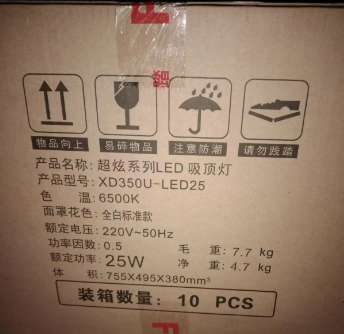 踏
物品向上 易碎物品 注意防潮 请勿践踏
产品名称: 超炫系列LED 吸顶灯
产品型号: XD350U-LED25
色 温: 6500K
面罩花色: 全白标准款
额定电压: 220V~50Hz
功率因数: 0.5 毛 重: 7.7 kg
额定功率: 25W 净 重: 4.7 kg
体 积: 755X495X380mm³
装箱数量: 10 PCS